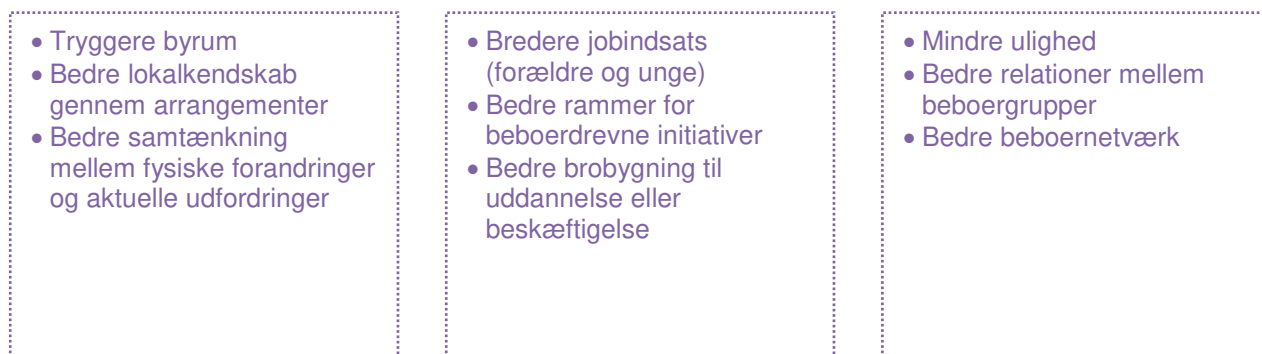 • Tryggere byrum
• Bedre lokalkendskab
gennem arrangementer
• Bedre samtænkning
mellem fysiske forandringer
og aktuelle udfordringer
• Bredere jobindsats
(forældre og unge)
• Bedre rammer for
beboerdrevne initiativer
• Bedre brobygning til
uddannelse eller
beskæftigelse
• Mindre ulighed
• Bedre relationer mellem
beboergrupper
• Bedre beboernetværk